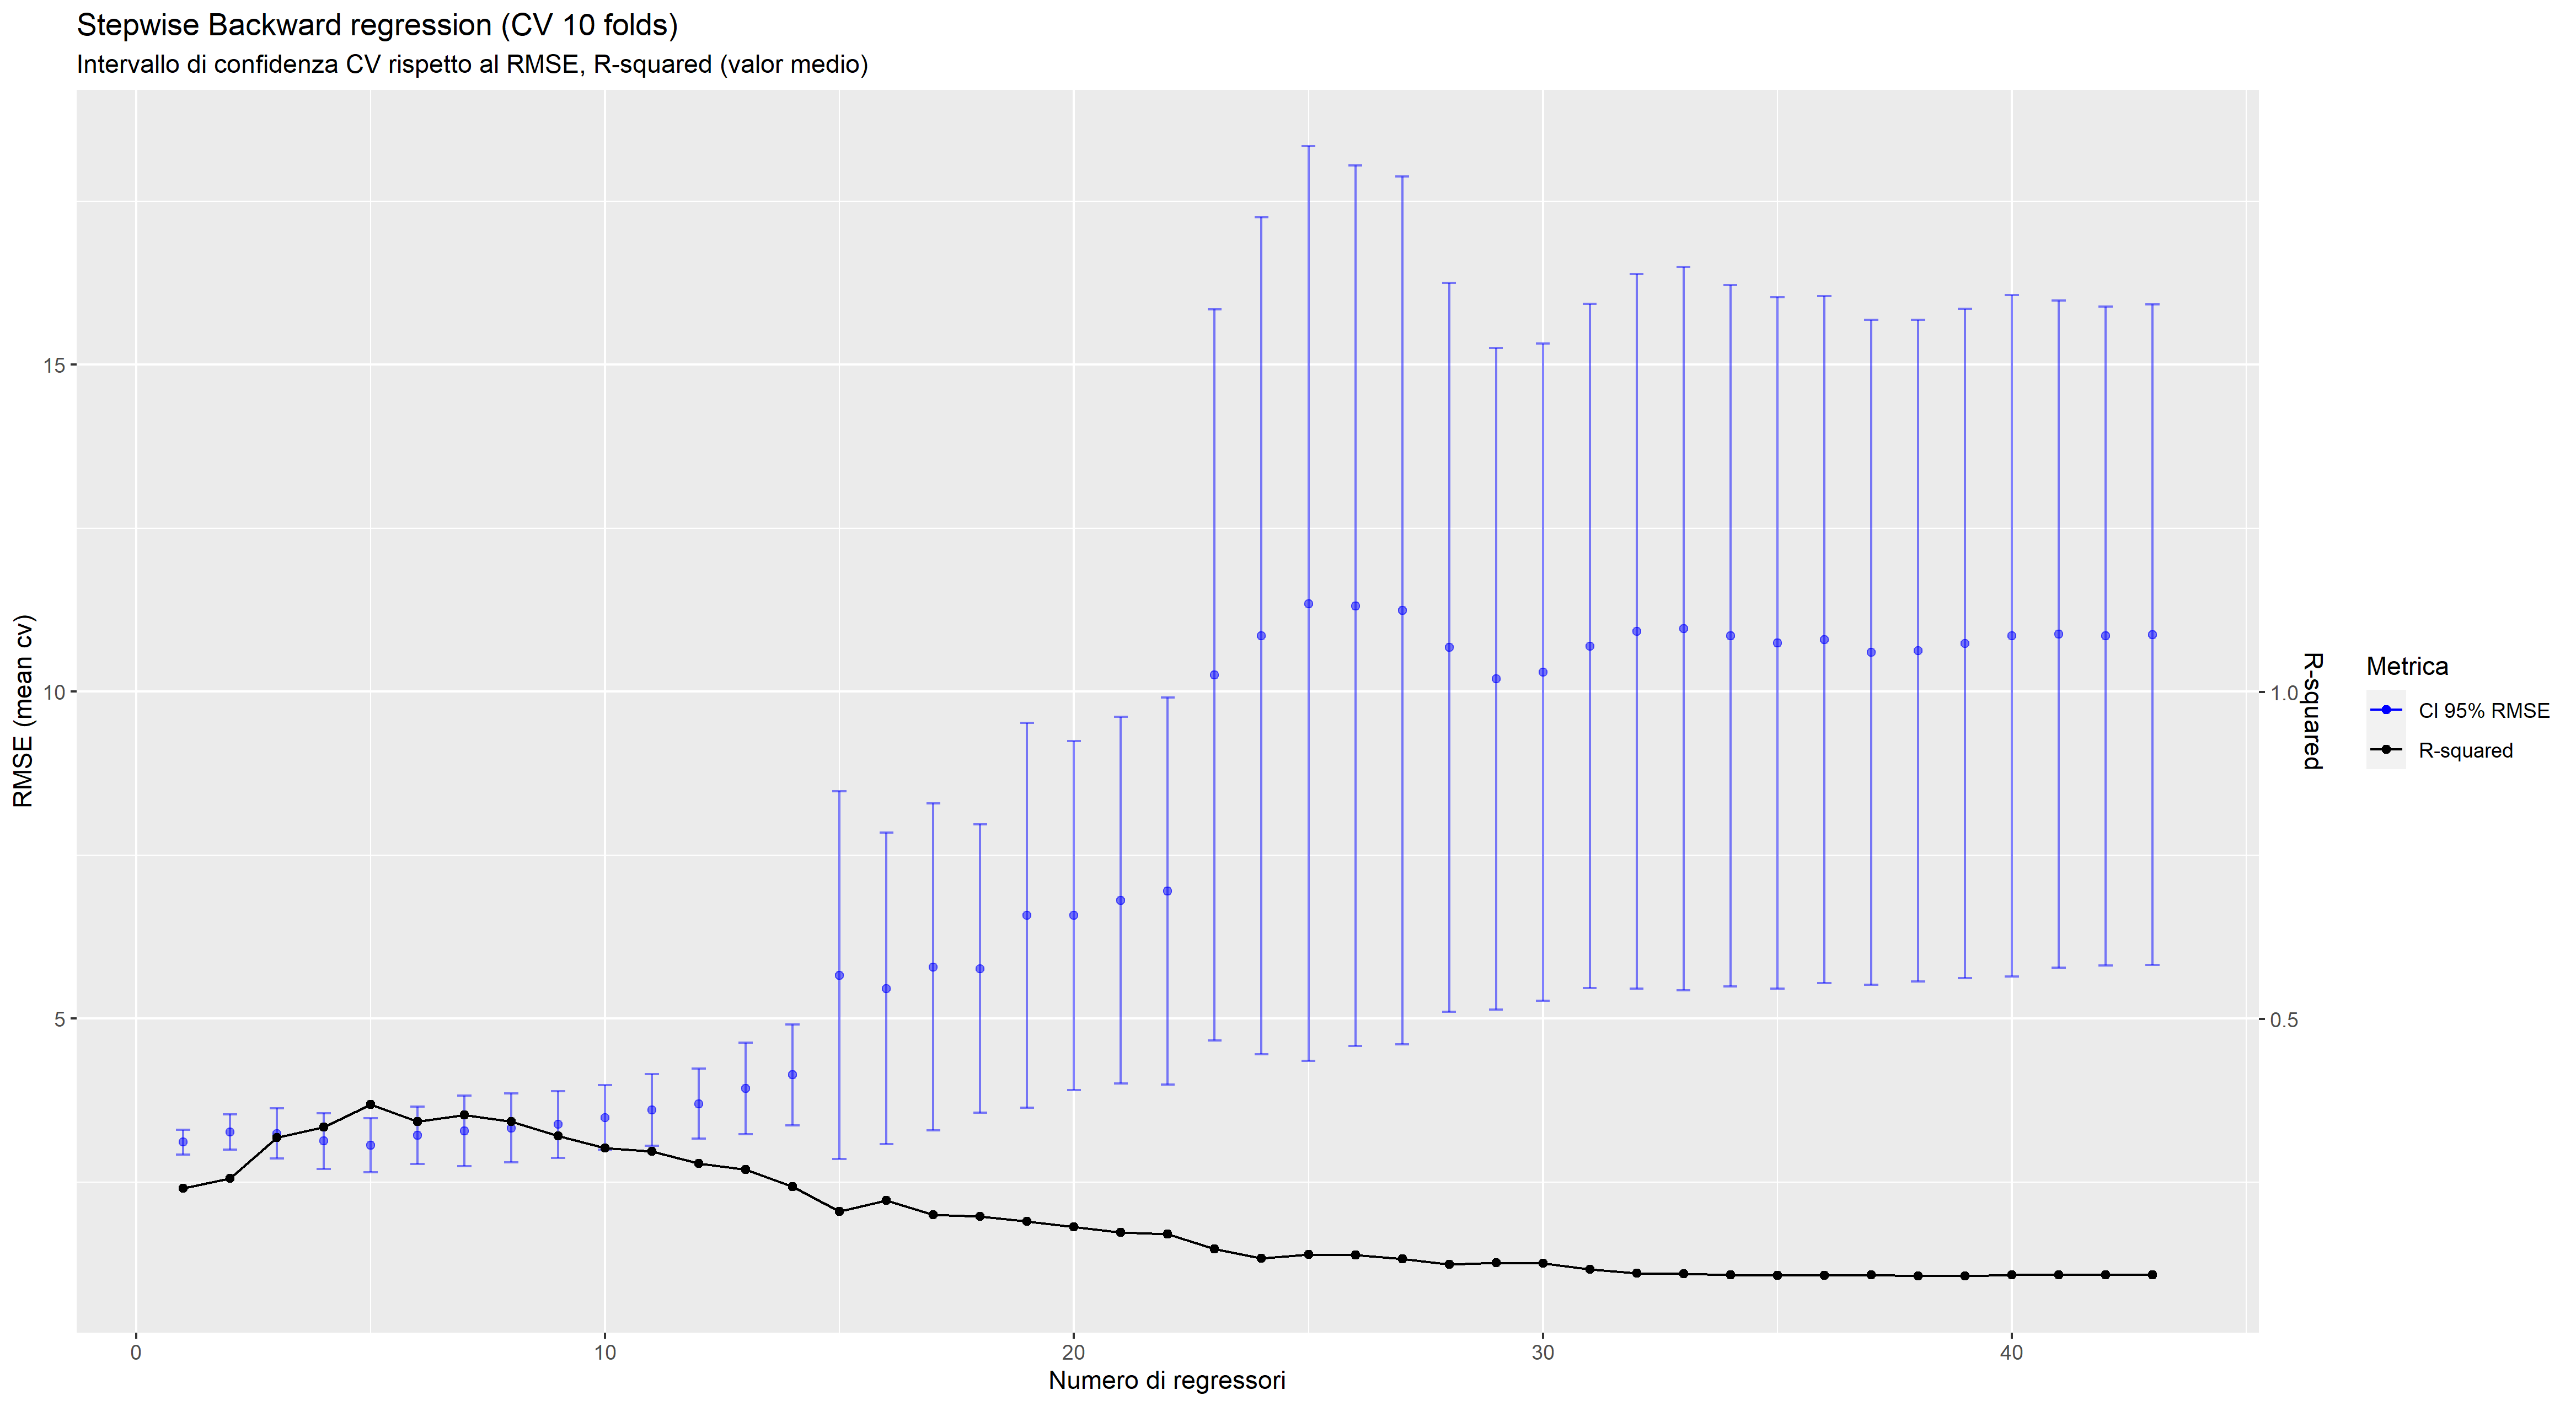 Stepwise Backward regression (CV 10 folds)
Intervallo di confidenza CV rispetto al RMSE, R-squared (valor medio)
RMSE (mean cv)
15
10
5
0
10
20
30
40
Numero di regressori
1.0
0.5
R-squared
Metrica
CI 95% RMSE
R-squared